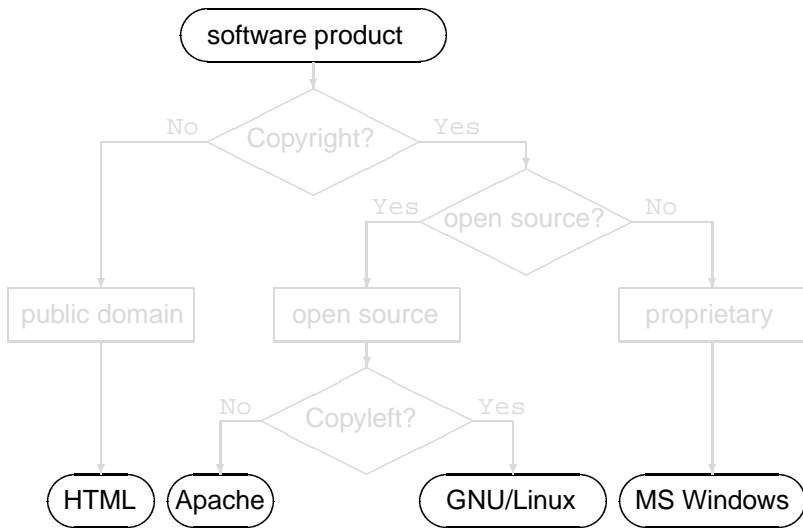 software product
No
Copyright?
Yes
Yes
open source?
No
public domain
open source
proprietary
No
Copyleft?
Yes
HTML
Apache
GNU/Linux
MS Windows